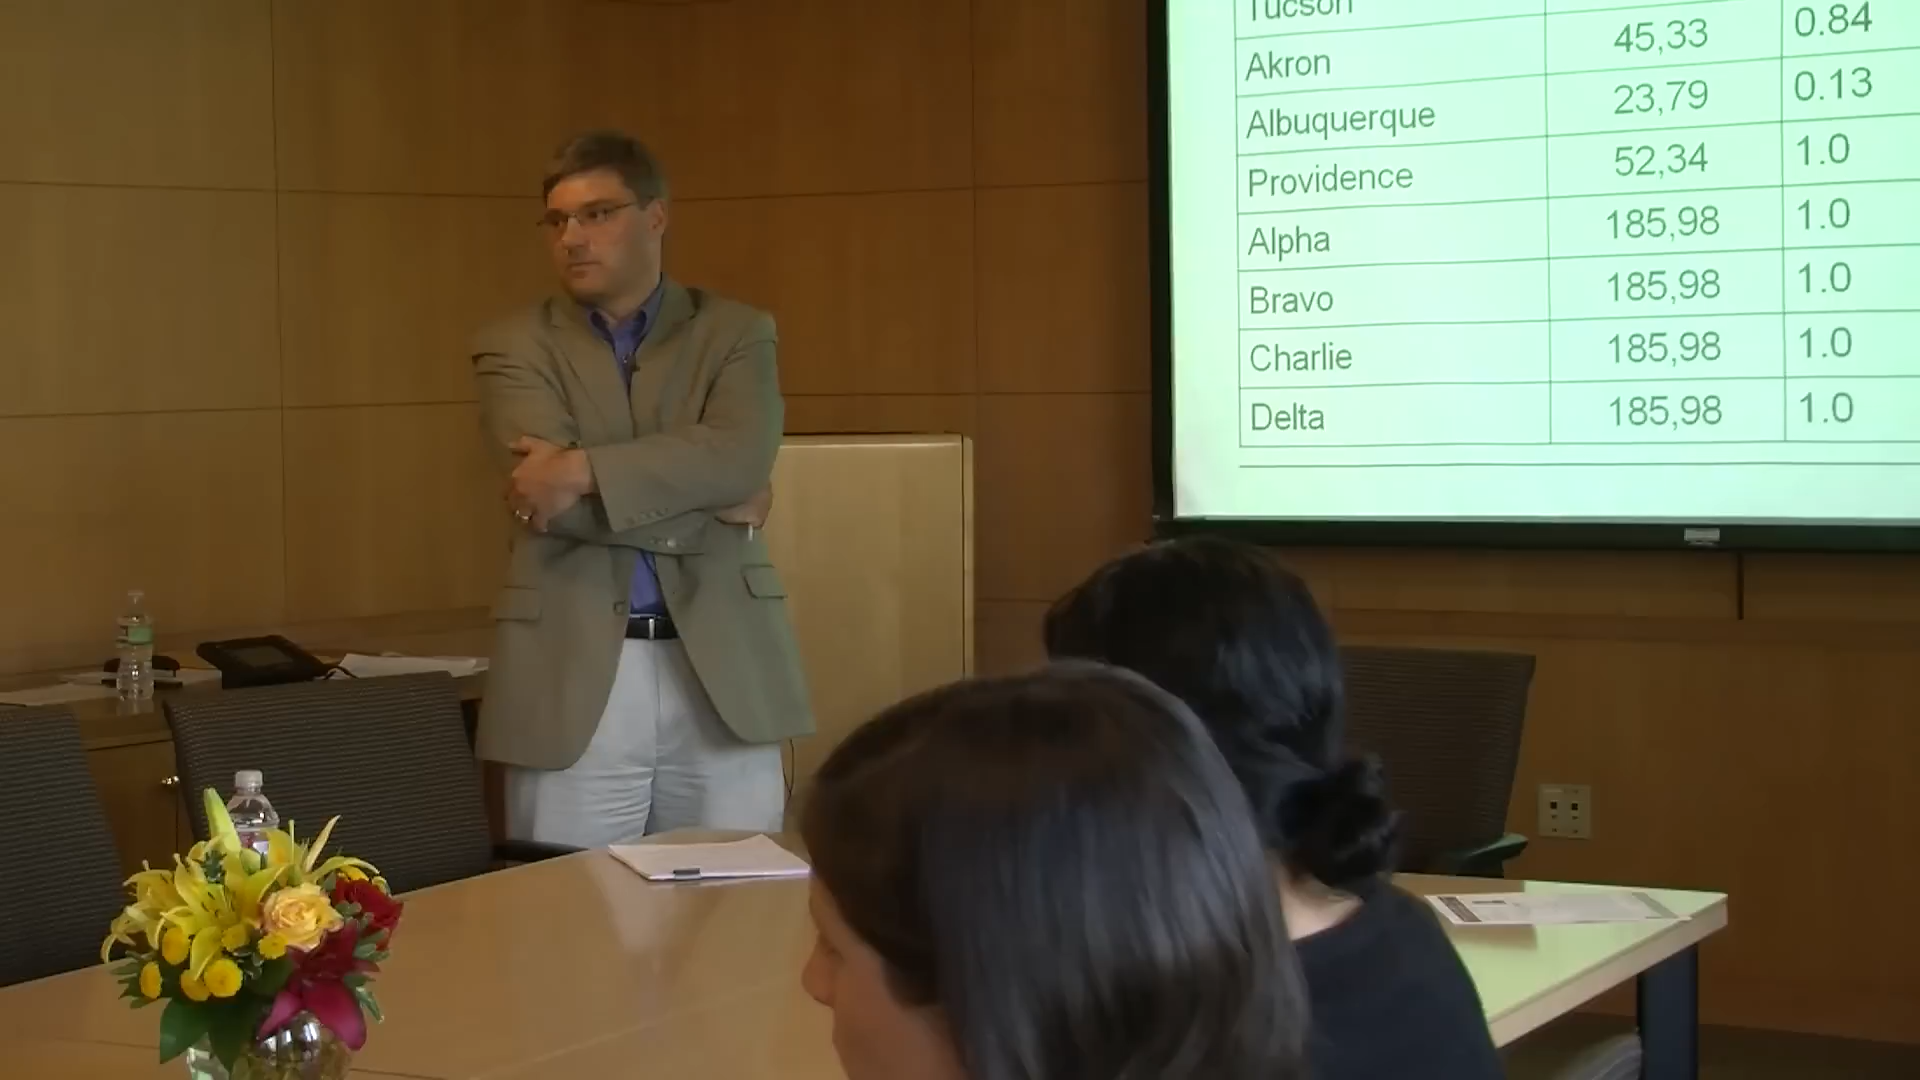 Tucson
Akron 45,33 0.84
Albuquerque 23,79 0.13
Providence 52,34 1.0
Alpha 185,98 1.0
Bravo 185,98 1.0
Charlie 185,98 1.0
Delta 185,98 1.0